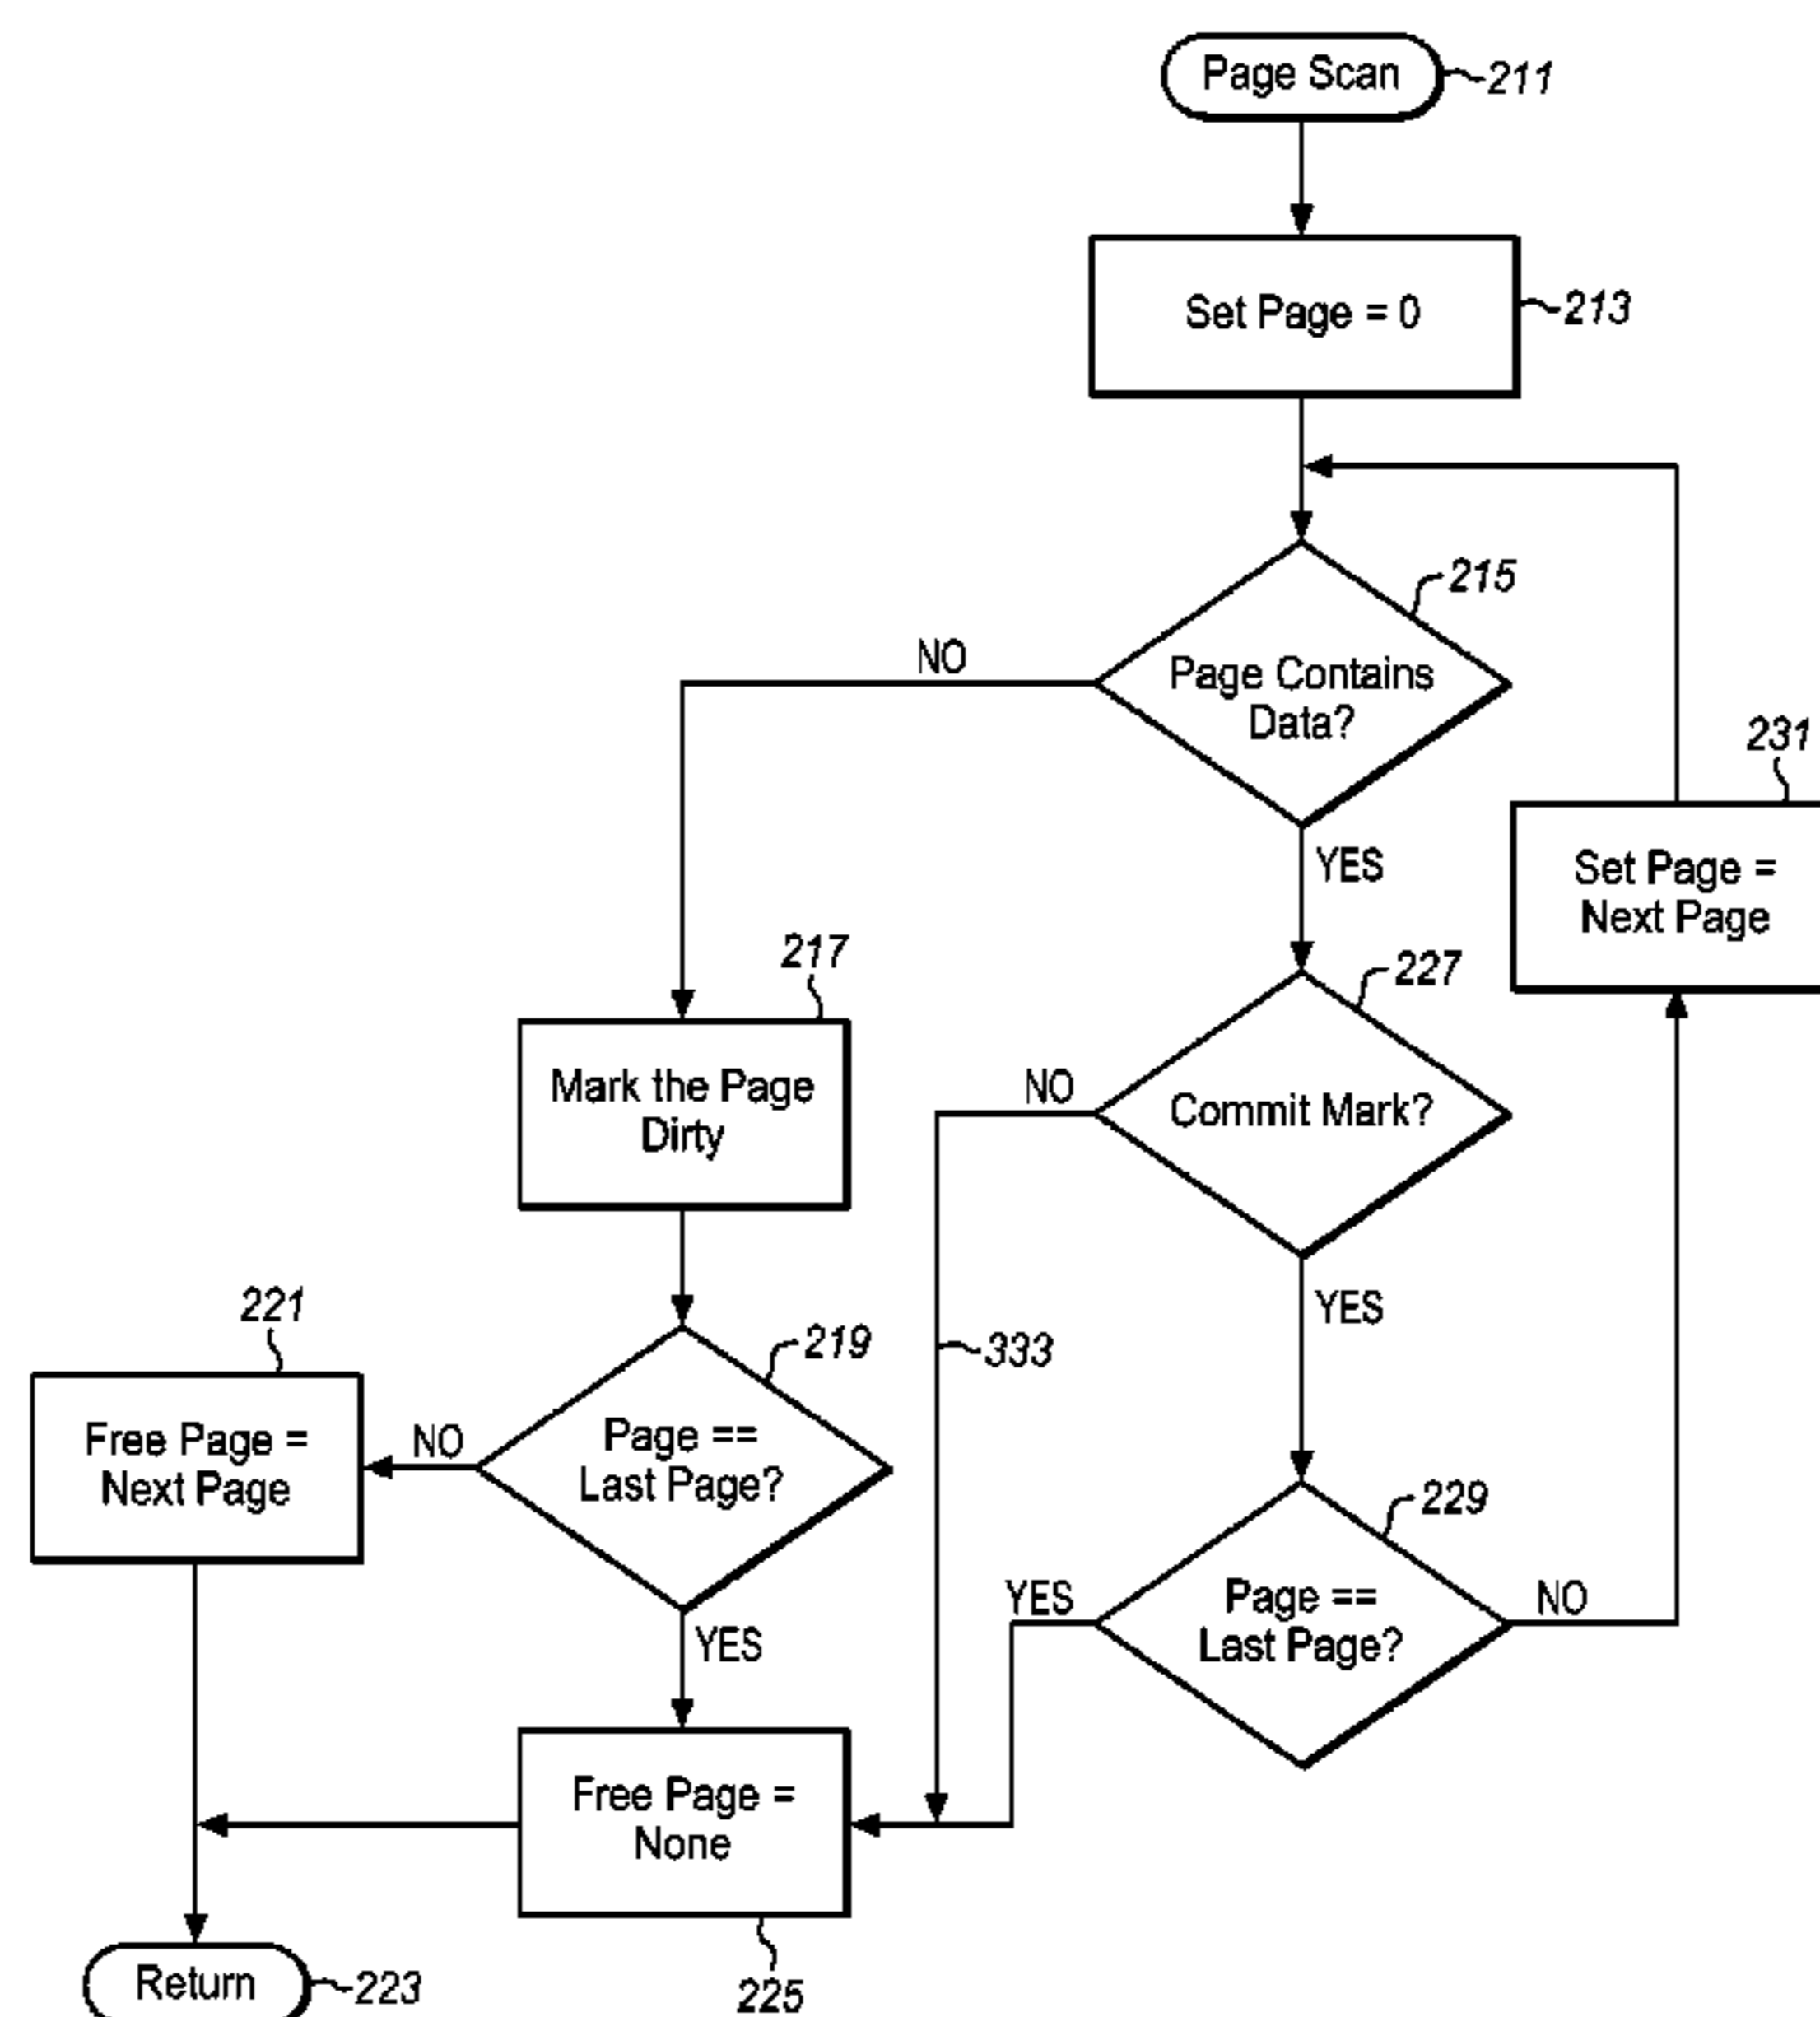 Page Scan
211
Set Page = 0
213
215
NO
Page Contains
Data?
231
YES
Set Page =
Next Page
217
227
Mark the Page
Dirty
NO
Commit Mark?
221
YES
219
333
Free Page =
Next Page
NO
Page ==
Last Page?
229
YES
Page ==
Last Page?
NO
YES
Free Page =
None
Return
223
225